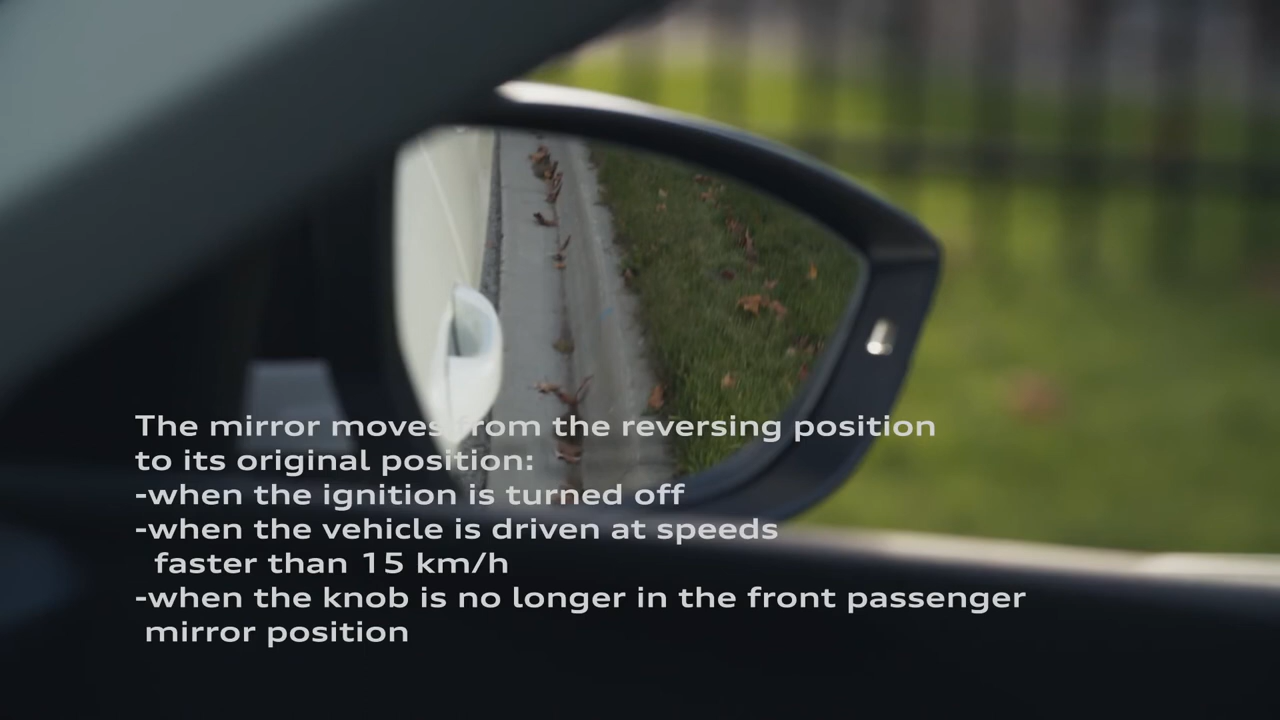 The mirror moves from the reversing position
to its original position:
-when the ignition is turned off
-when the vehicle is driven at speeds
faster than 15 km/h
-when the knob is no longer in the front passenger
mirror position